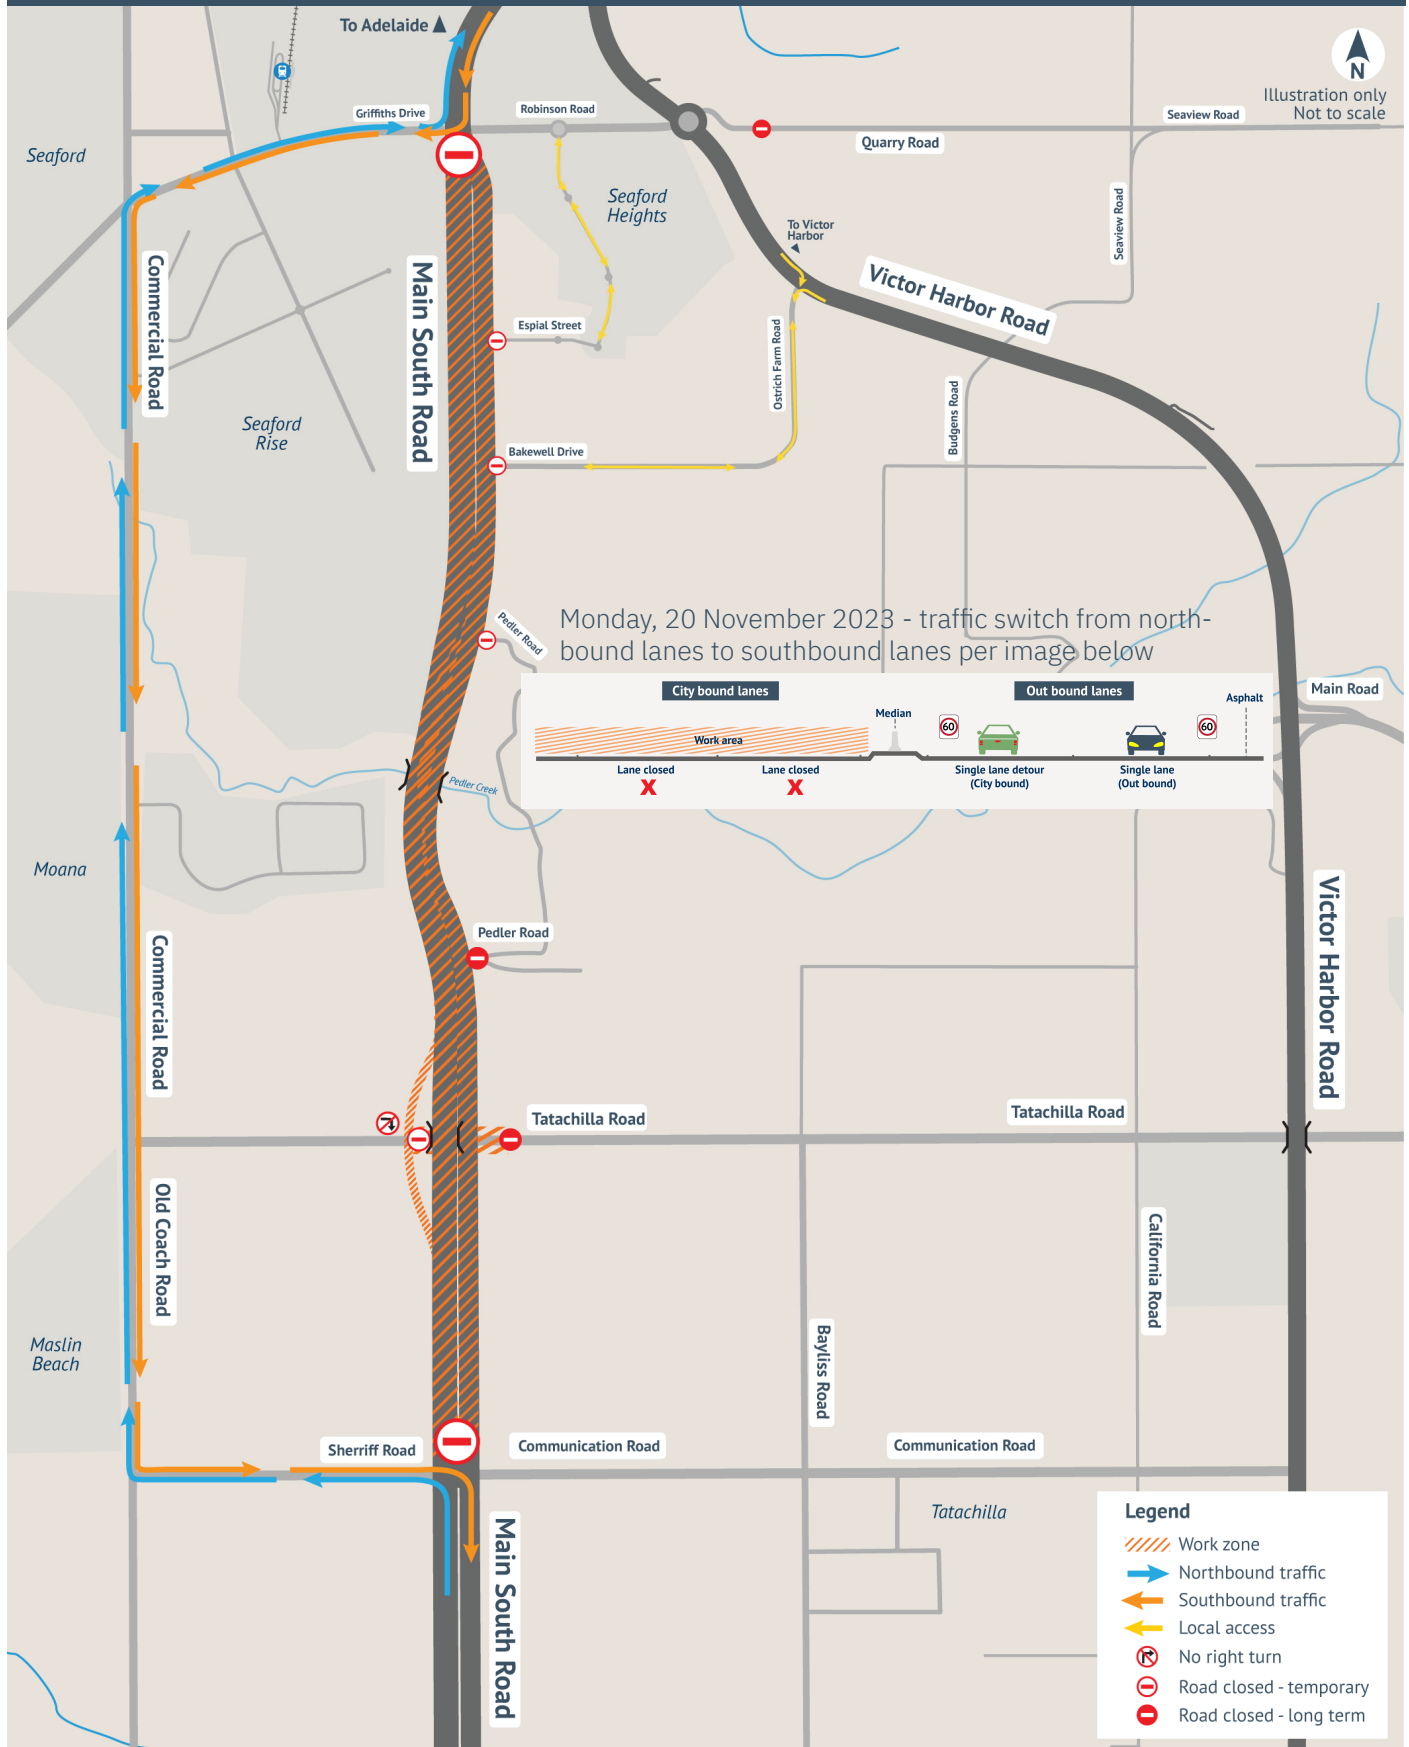 To Adelaide
N
Illustration only
Not to scale
Griffiths Drive
Robinson Road
Seaview Road
Quarry Road
Seaford
Seaford
Heights
Seaview Road
To Victor
Harbor
Victor Harbor Road
Commercial Road
Main South Road
Espial Street
Ostrich Farm Road
Budgens Road
Seaford
Rise
Bakewell Drive
Pedler Road
Monday, 20 November 2023 - traffic switch from north-
bound lanes to southbound lanes per image below
City bound lanes
Out bound lanes
Asphalt
Main Road
Median
60
60
Work area
Lane closed
Lane closed
Single lane detour
(City bound)
Single lane
(Out bound)
X
X
Pedler Creek
Moana
Pedler Road
Commercial Road
Victor Harbor Road
Tatachilla Road
Tatachilla Road
Old Coach Road
California Road
Maslin
Beach
Bayliss Road
Sherriff Road
Communication Road
Communication Road
Main South Road
Tatachilla
Legend
Work zone
Northbound traffic
Southbound traffic
Local access
No right turn
Road closed - temporary
Road closed - long term